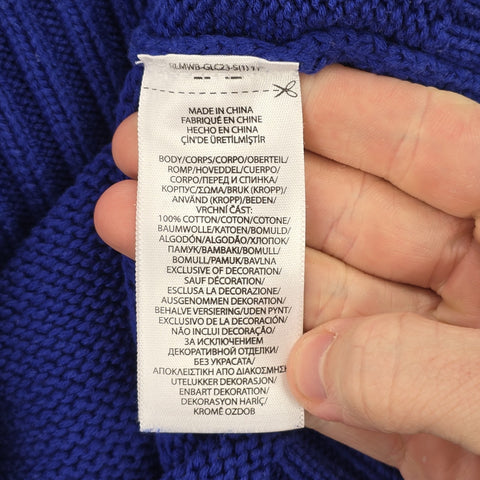 RLMWB-GLC23-S(1)
MADE IN CHINA
FABRIQUÉ EN CHINE
HECHO EN CHINA
ÇİN'DE ÜRETİLMİŞTİR
BODY/CORPS/CORPO/OBERTEIL/
ROMP/HOVEDDEL/CUERPO/
CORPO/ПЕРЕД И СПИНКА/
КОРПУС/ΣΩΜΑ/BRUK (KROPP)/
ANVÄND (KROPP)/BEDEN/
VRCHNÍ ČÁST:
100% COTTON/COTON/COTONE/
BAUMWOLLE/KATOEN/BOMULD/
ALGODÓN/ALGODÃO/ХЛОПОК/
ПАМУК/ΒΑΜΒΑΚΙ/BOMULL/
BOMULL/PAMUK/BAVLNA
EXCLUSIVE OF DECORATION/
SAUF DÉCORATION/
ESCLUSA LA DECORAZIONE/
AUSGENOMMEN DEKORATION/
BEHALVE VERSIERING/UDEN PYNT/
EXCLUSIVO DE LA DECORACIÓN/
NÃO INCLUI DECORAÇÃO/
ЗА ИСКЛЮЧЕНИЕМ
ДЕКОРАТИВНОЙ ОТДЕЛКИ/
БЕЗ УКРАСАТА/
ΑΠΟΚΛΕΙΣΤΙΚΗ ΑΠΟ ΔΙΑΚΟΣΜΗΣΗ/
UTELUKKER DEKORASJON/
ENBART DEKORATION/
DEKORASYON HARİÇ/
KROMĚ OZDOB